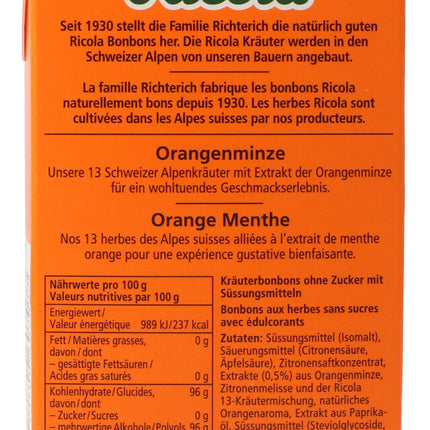 Seit 1930 stellt die Familie Richterich die natürlich guten
Ricola Bonbons her. Die Ricola Kräuter werden in den
Schweizer Alpen von unseren Bauern angebaut.
La famille Richterich fabrique les bonbons Ricola
naturellement bons depuis 1930. Les herbes Ricola sont
cultivées dans les Alpes suisses par nos producteurs.
Orangenminze
Unsere 13 Schweizer Alpenkräuter mit Extrakt der Orangenminze
für ein wohltuendes Geschmackserlebnis.
Orange Menthe
Nos 13 herbes des Alpes suisses alliées à l'extrait de menthe
orange pour une expérience gustative bienfaisante.
Nährwerte pro 100 g
Valeurs nutritives par 100 g
Energiewert /
Valeur énergétique 989 kJ/237 kcal
Fett / Matières grasses, 0 g
davon / dont
– gesättigte Fettsäuren /
Acides gras saturés 0 g
Kohlenhydrate / Glucides, 96 g
davon / dont
– Zucker / Sucres 0 g
– mehrwertige Alkohole / Polyols 96 g
Kräuterbonbons ohne Zucker mit
Süssungsmitteln
Bonbons aux herbes sans sucres
avec édulcorants
Zutaten: Süssungsmittel (Isomalt),
Säuerungsmittel (Citronensäure,
Äpfelsäure), Zitronensaftkonzentrat,
Extrakte (0,5%) aus Orangenminze,
Zitronenmelisse und der Ricola
13-Kräutermischung, natürliches
Orangenaroma, Extrakt aus Paprika-
öl, Süssungsmittel (Steviolglycoside,